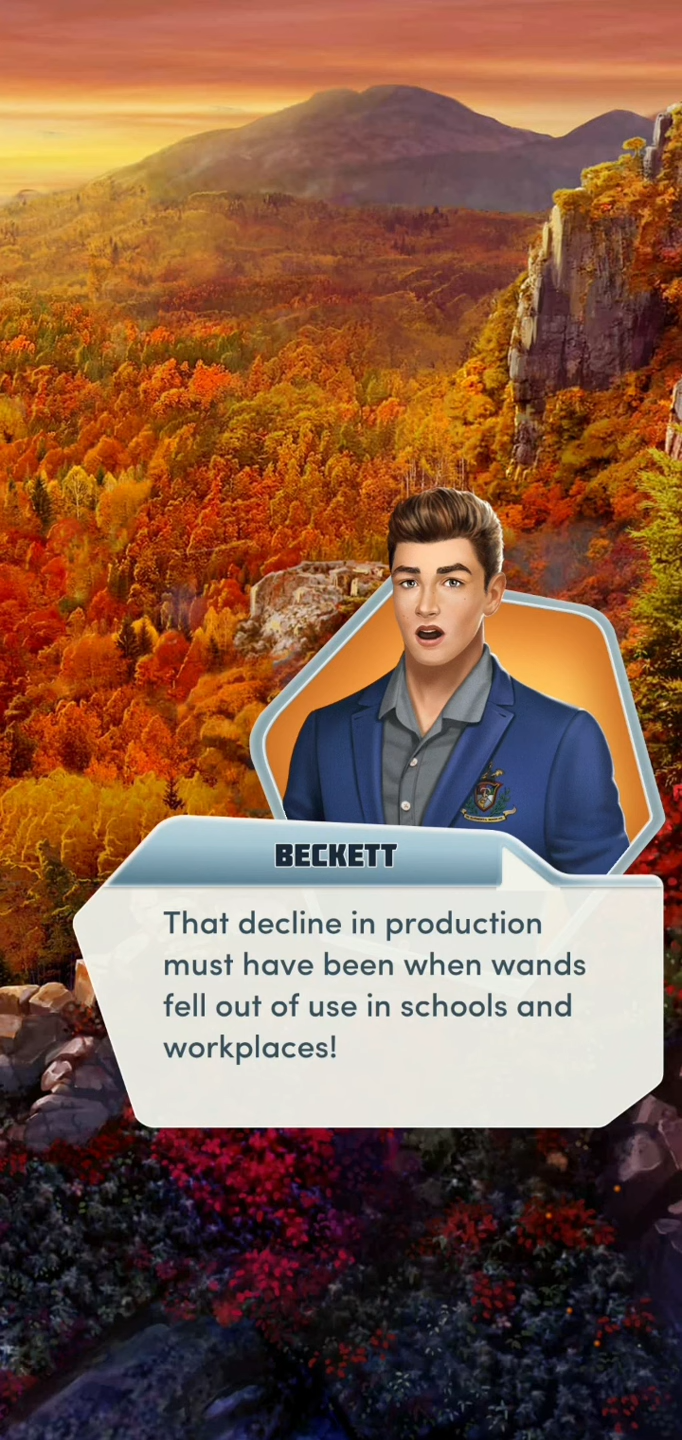 BECKETT
That decline in production
must have been when wands
fell out of use in schools and
workplaces!